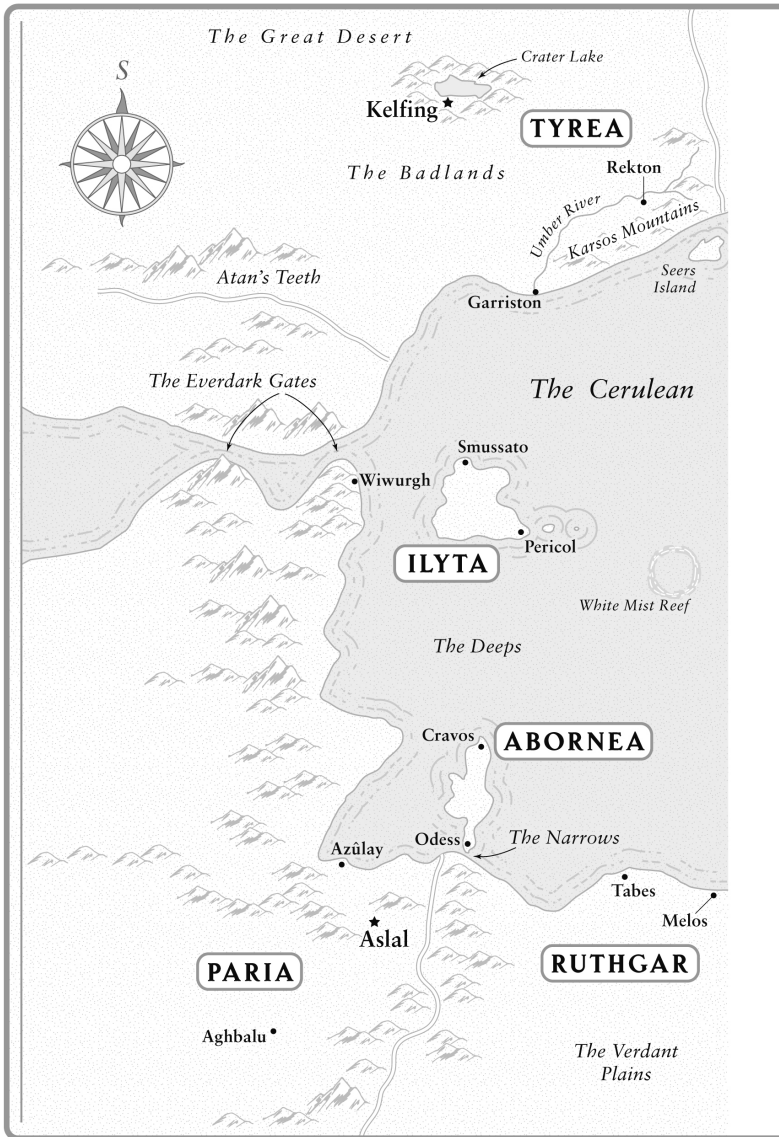 The Great Desert
Crater Lake
S
Kelfing
TYREA
The Badlands
Rekton
Umber River
Karsos Mountains
Atan's Teeth
Seers
Island
Garriston
The Everdark Gates
The Cerulean
Smussato
Wiwurgh
Pericol
ILYTA
White Mist Reef
The Deeps
Cravos
ABORNEA
Odess
The Narrows
Azûlay
Tabes
Melos
Aslal
PARIA
RUTHGAR
Aghbalu
The Verdant
Plains